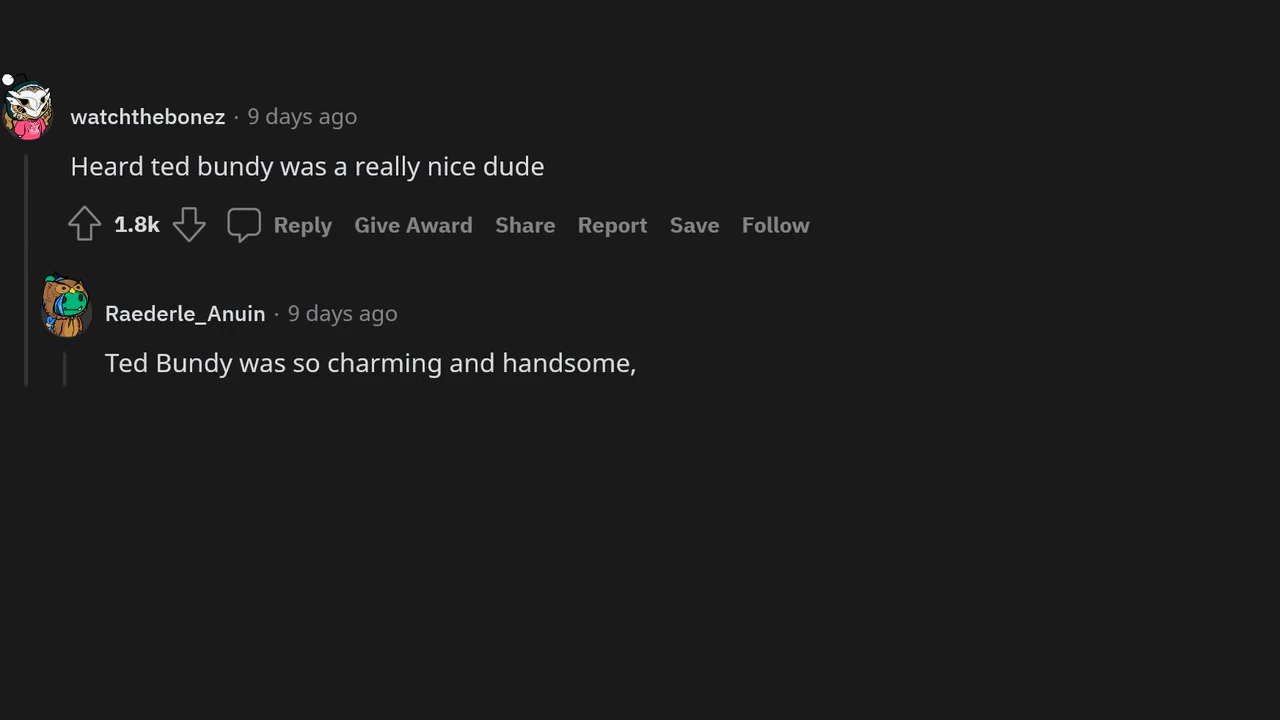 watchthebonez · 9 days ago
Heard ted bundy was a really nice dude
1.8k Reply Give Award Share Report Save Follow
Raederle_Anuin · 9 days ago
Ted Bundy was so charming and handsome,